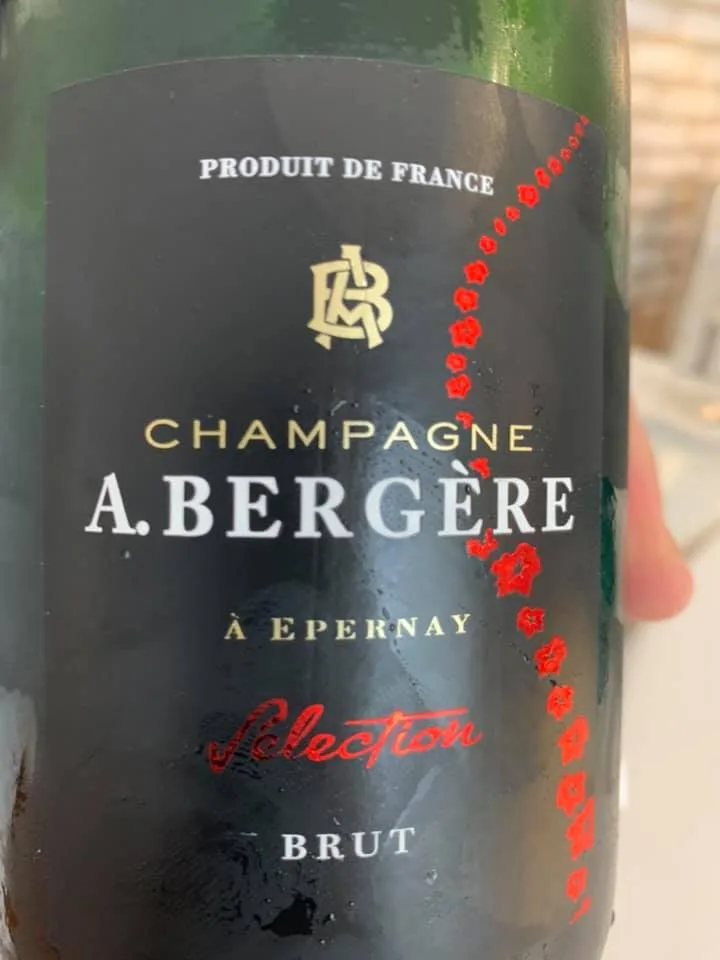 PRODUIT DE FRANCE
CHAMPAGNE
A. BERGÈRE
À EPERNAY
Sélection
BRUT